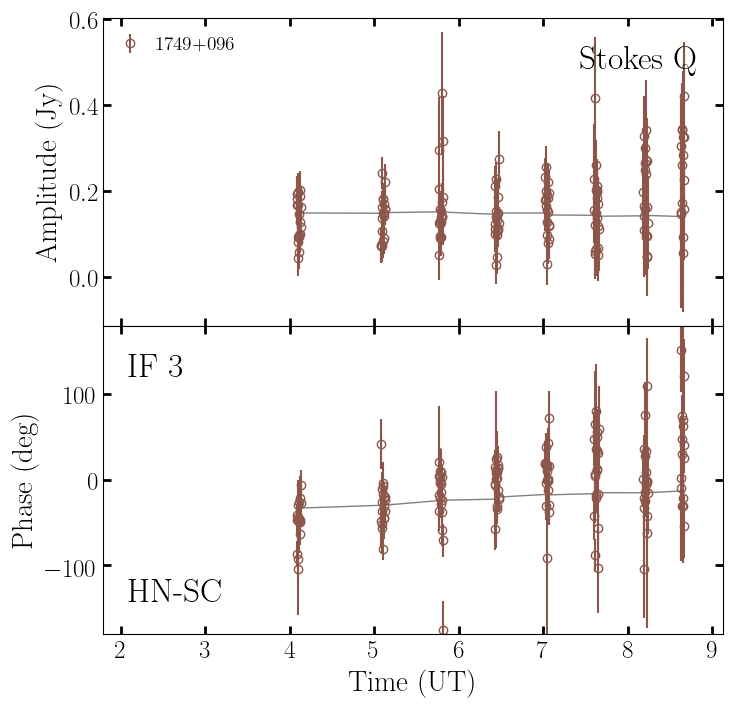 0.6
1749+096
Stokes Q
0.4
0.2
0.0
Amplitude (Jy)
IF 3
100
0
−100
Phase (deg)
HN-SC
2 3 4 5 6 7 8 9
Time (UT)